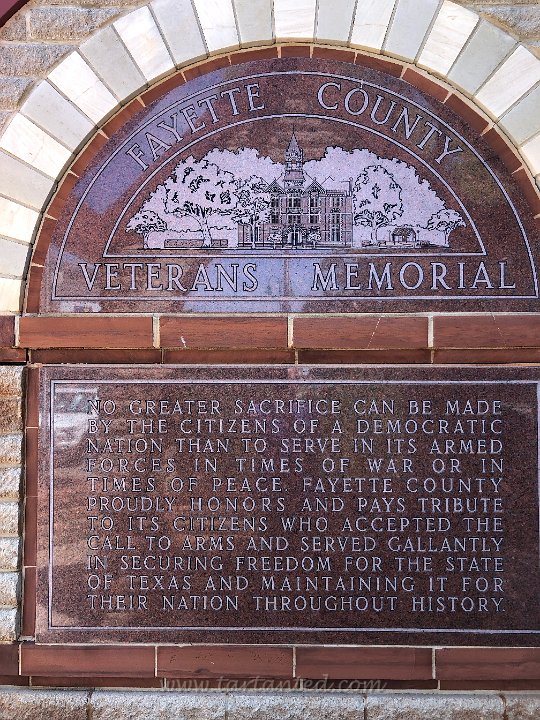 FAYETTE COUNTY
VETERANS MEMORIAL
NO GREATER SACRIFICE CAN BE MADE
BY THE CITIZENS OF A DEMOCRATIC
NATION THAN TO SERVE IN ITS ARMED
FORCES IN TIMES OF WAR OR IN
TIMES OF PEACE. FAYETTE COUNTY
PROUDLY HONORS AND PAYS TRIBUTE
TO ITS CITIZENS WHO ACCEPTED THE
CALL TO ARMS AND SERVED GALLANTLY
IN SECURING FREEDOM FOR THE STATE
OF TEXAS AND MAINTAINING IT FOR
THEIR NATION THROUGHOUT HISTORY.
www.tartanred.com